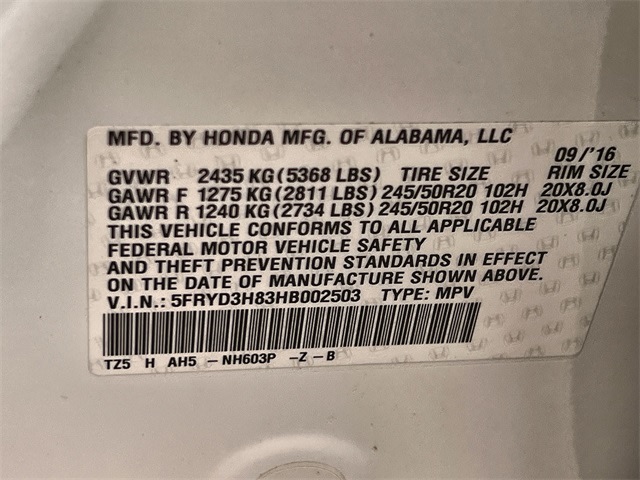 MFD. BY HONDA MFG. OF ALABAMA, LLC
09/'16
GVWR 2435 KG(5368 LBS) TIRE SIZE RIM SIZE
GAWR F 1275 KG(2811 LBS)245/50R20 102H 20X8.0J
GAWR R 1240 KG(2734 LBS)245/50R20 102H 20X8.0J
THIS VEHICLE CONFORMS TO ALL APPLICABLE
FEDERAL MOTOR VEHICLE SAFETY
AND THEFT PREVENTION STANDARDS IN EFFECT
ON THE DATE OF MANUFACTURE SHOWN ABOVE.
V.I.N.: 5FRYD3H83HB002503 TYPE: MPV
TZ5 H AH5 -NH603P -Z-B